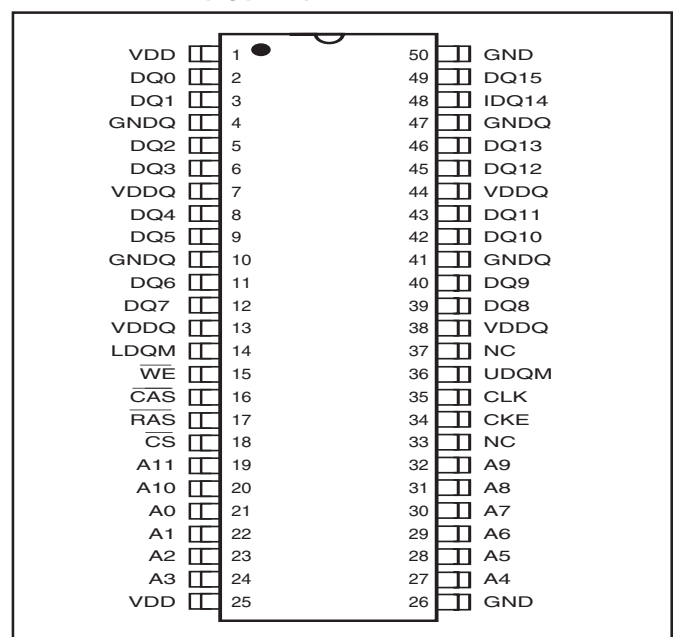 VDD 1 50 GND
DQ0 2 49 DQ15
DQ1 3 48 IDQ14
GNDQ 4 47 GNDQ
DQ2 5 46 DQ13
DQ3 6 45 DQ12
VDDQ 7 44 VDDQ
DQ4 8 43 DQ11
DQ5 9 42 DQ10
GNDQ 10 41 GNDQ
DQ6 11 40 DQ9
DQ7 12 39 DQ8
VDDQ 13 38 VDDQ
LDQM 14 37 NC
W̅E̅ 15 36 UDQM
C̅A̅S̅ 16 35 CLK
R̅A̅S̅ 17 34 CKE
C̅S̅ 18 33 NC
A11 19 32 A9
A10 20 31 A8
A0 21 30 A7
A1 22 29 A6
A2 23 28 A5
A3 24 27 A4
VDD 25 26 GND